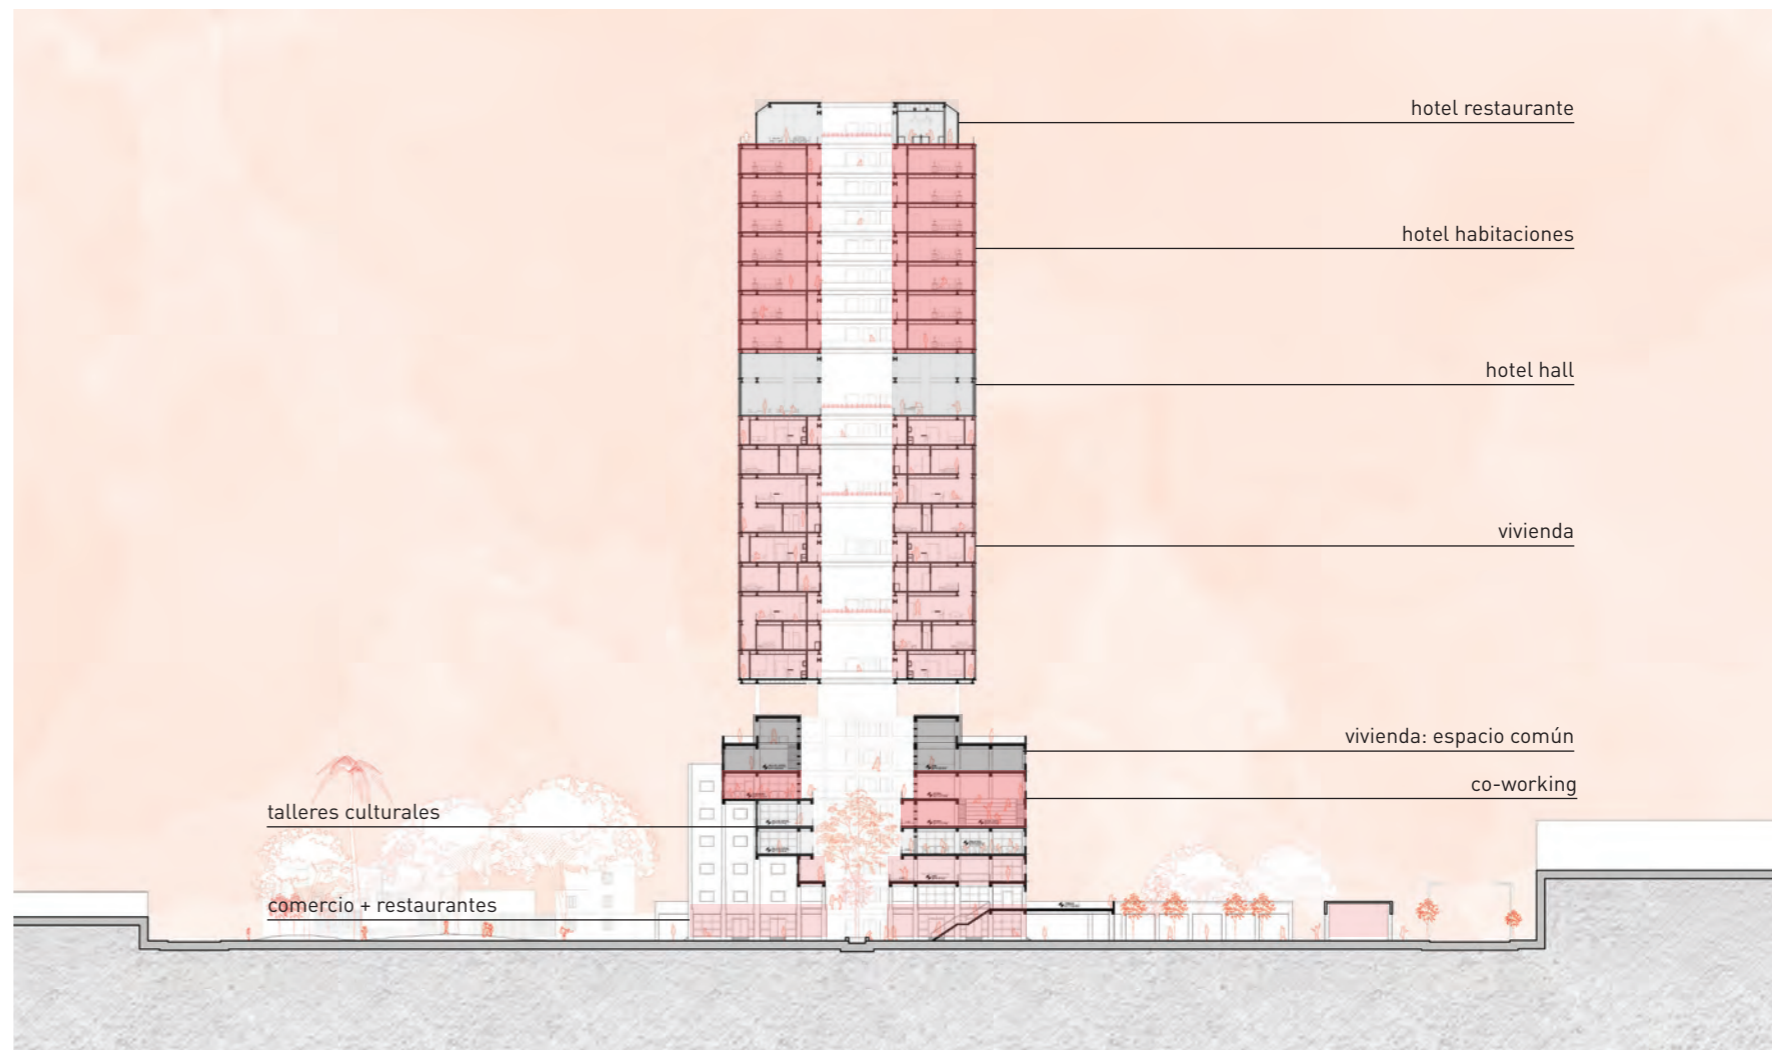 hotel restaurante
hotel habitaciones
hotel hall
vivienda
vivienda: espacio común
co-working
talleres culturales
comercio + restaurantes